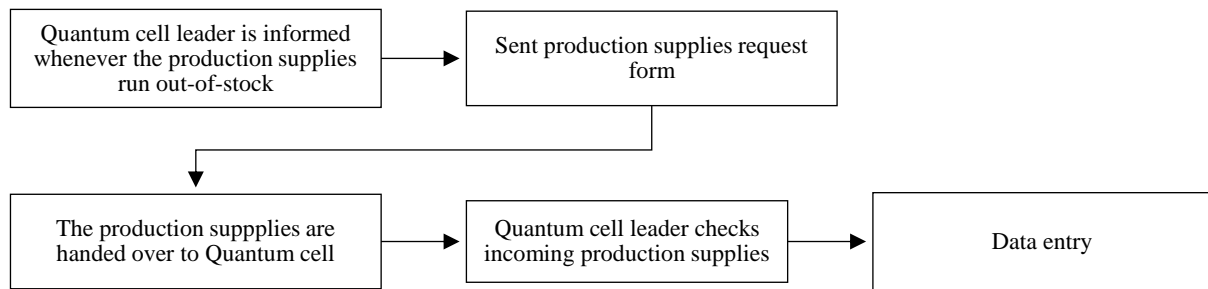 Quantum cell leader is informed
whenever the production supplies
run out-of-stock
Sent production supplies request
form
The production suppplies are
handed over to Quantum cell
Quantum cell leader checks
incoming production supplies
Data entry